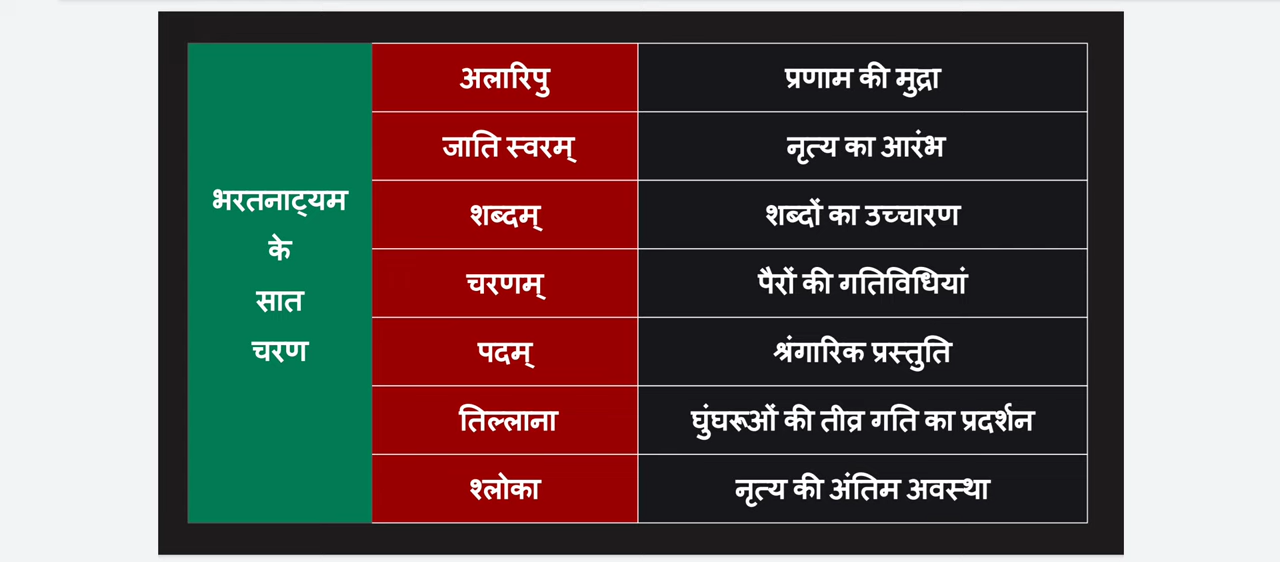 भरतनाट्यम
के
सात
चरण
अलारिपु प्रणाम की मुद्रा
जाति स्वरम् नृत्य का आरंभ
शब्दम् शब्दों का उच्चारण
चरणम् पैरों की गतिविधियां
पदम् श्रंगारिक प्रस्तुति
तिल्लाना घुंघरूओं की तीव्र गति का प्रदर्शन
श्लोका नृत्य की अंतिम अवस्था